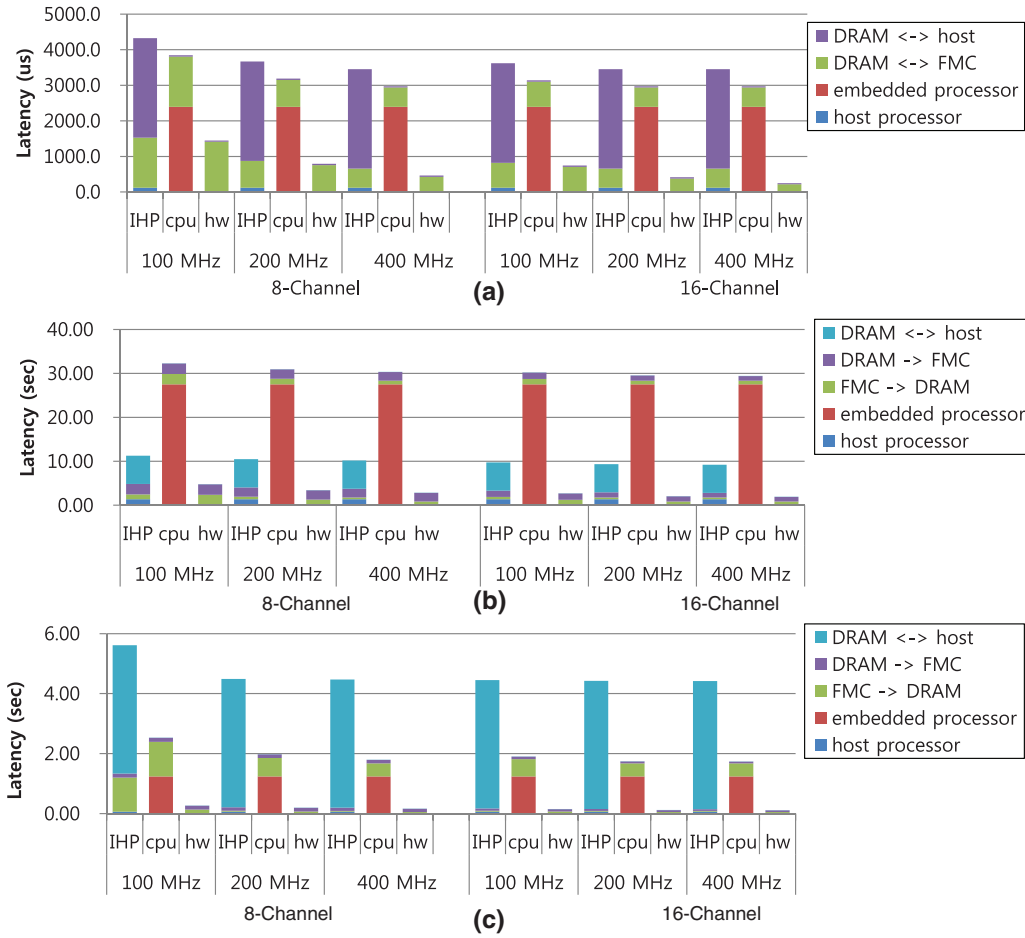 5000.0
4000.0
3000.0
2000.0
1000.0
0.0
Latency (us)
IHP cpu hw IHP cpu hw IHP cpu hw IHP cpu hw IHP cpu hw IHP cpu hw
100 MHz 200 MHz 400 MHz 100 MHz 200 MHz 400 MHz
8-Channel 16-Channel
DRAM <-> host
DRAM <-> FMC
embedded processor
host processor
(a)
40.00
30.00
20.00
10.00
0.00
Latency (sec)
IHP cpu hw IHP cpu hw IHP cpu hw IHP cpu hw IHP cpu hw IHP cpu hw
100 MHz 200 MHz 400 MHz 100 MHz 200 MHz 400 MHz
8-Channel 16-Channel
DRAM <-> host
DRAM -> FMC
FMC -> DRAM
embedded processor
host processor
(b)
6.00
4.00
2.00
0.00
Latency (sec)
IHP cpu hw IHP cpu hw IHP cpu hw IHP cpu hw IHP cpu hw IHP cpu hw
100 MHz 200 MHz 400 MHz 100 MHz 200 MHz 400 MHz
8-Channel 16-Channel
DRAM <-> host
DRAM -> FMC
FMC -> DRAM
embedded processor
host processor
(c)